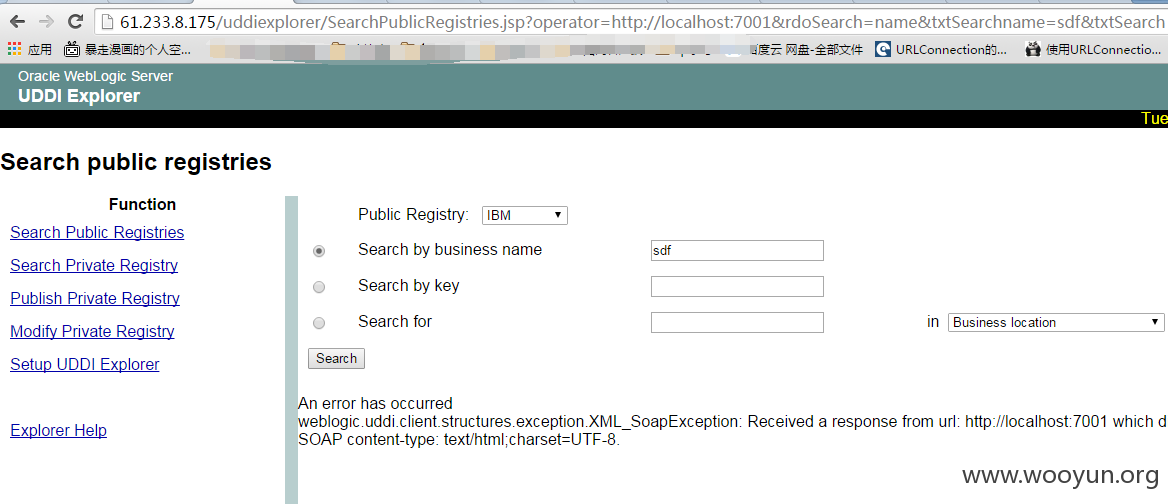 61.233.8.175/uddiexplorer/SearchPublicRegistries.jsp?operator=http://localhost:7001&rdoSearch=name&txtSearchname=sdf&txtSearch
应用 暴走漫画的个人空... 网盘-全部文件 URLConnection的... 使用URLConnectio...
Oracle WebLogic Server
UDDI Explorer
Tue
Search public registries
Function
Search Public Registries
Search Private Registry
Publish Private Registry
Modify Private Registry
Setup UDDI Explorer
Explorer Help
Public Registry: IBM
Search by business name sdf
Search by key
Search for in Business location
Search
An error has occurred
weblogic.uddi.client.structures.exception.XML_SoapException: Received a response from url: http://localhost:7001 which d
SOAP content-type: text/html;charset=UTF-8.
www.wooyun.org